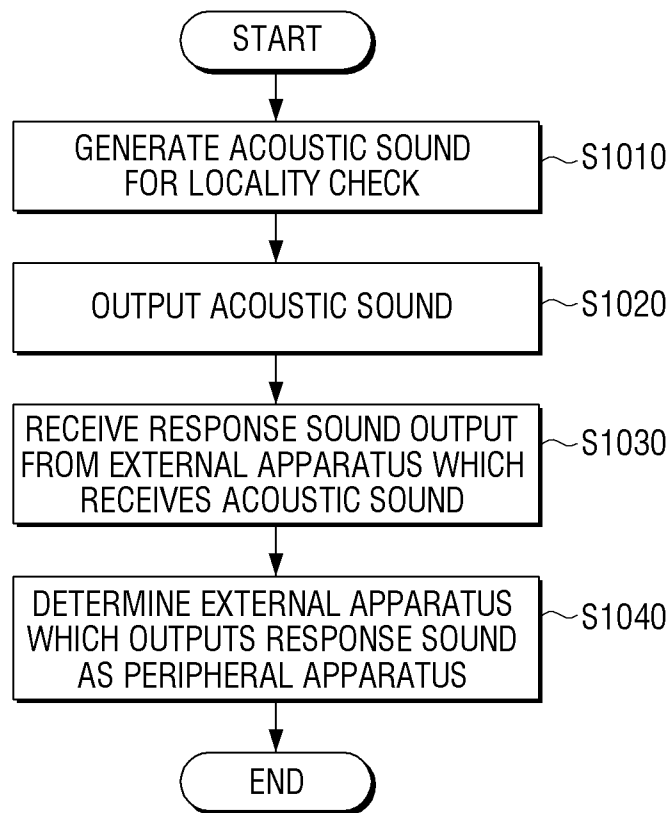 START
GENERATE ACOUSTIC SOUND
FOR LOCALITY CHECK
S1010
OUTPUT ACOUSTIC SOUND
S1020
RECEIVE RESPONSE SOUND OUTPUT
FROM EXTERNAL APPARATUS WHICH
RECEIVES ACOUSTIC SOUND
S1030
DETERMINE EXTERNAL APPARATUS
WHICH OUTPUTS RESPONSE SOUND
AS PERIPHERAL APPARATUS
S1040
END